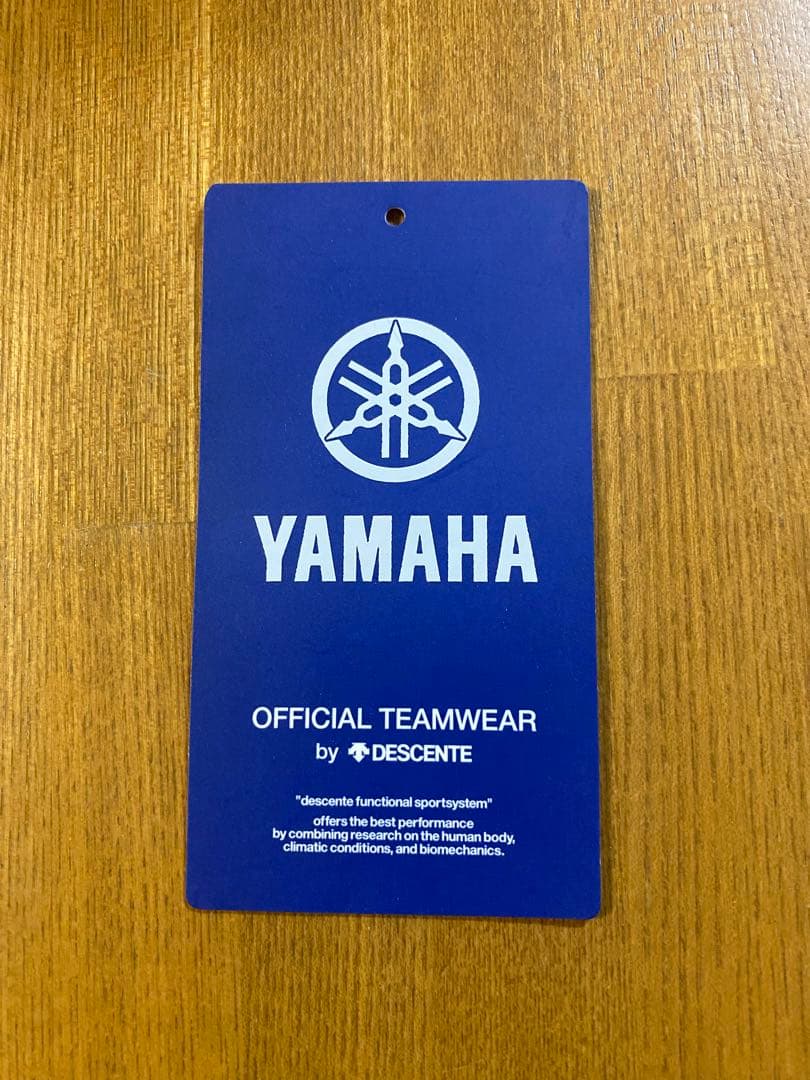 YAMAHA
OFFICIAL TEAMWEAR
by DESCENTE
"descente functional sportsystem"
offers the best performance
by combining research on the human body,
climatic conditions, and biomechanics.